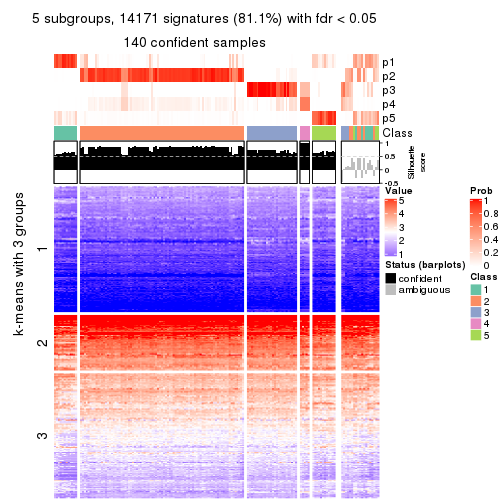 5 subgroups, 14171 signatures (81.1%) with fdr < 0.05
140 confident samples
p1
p2
p3
p4
p5
Class
1
0.5
0
-0.5
Silhouette
score
k-means with 3 groups
1
2
3
Value
5
4
3
2
1
Status (barplots)
confident
ambiguous
Prob
1
0.8
0.6
0.4
0.2
0
Class
1
2
3
4
5